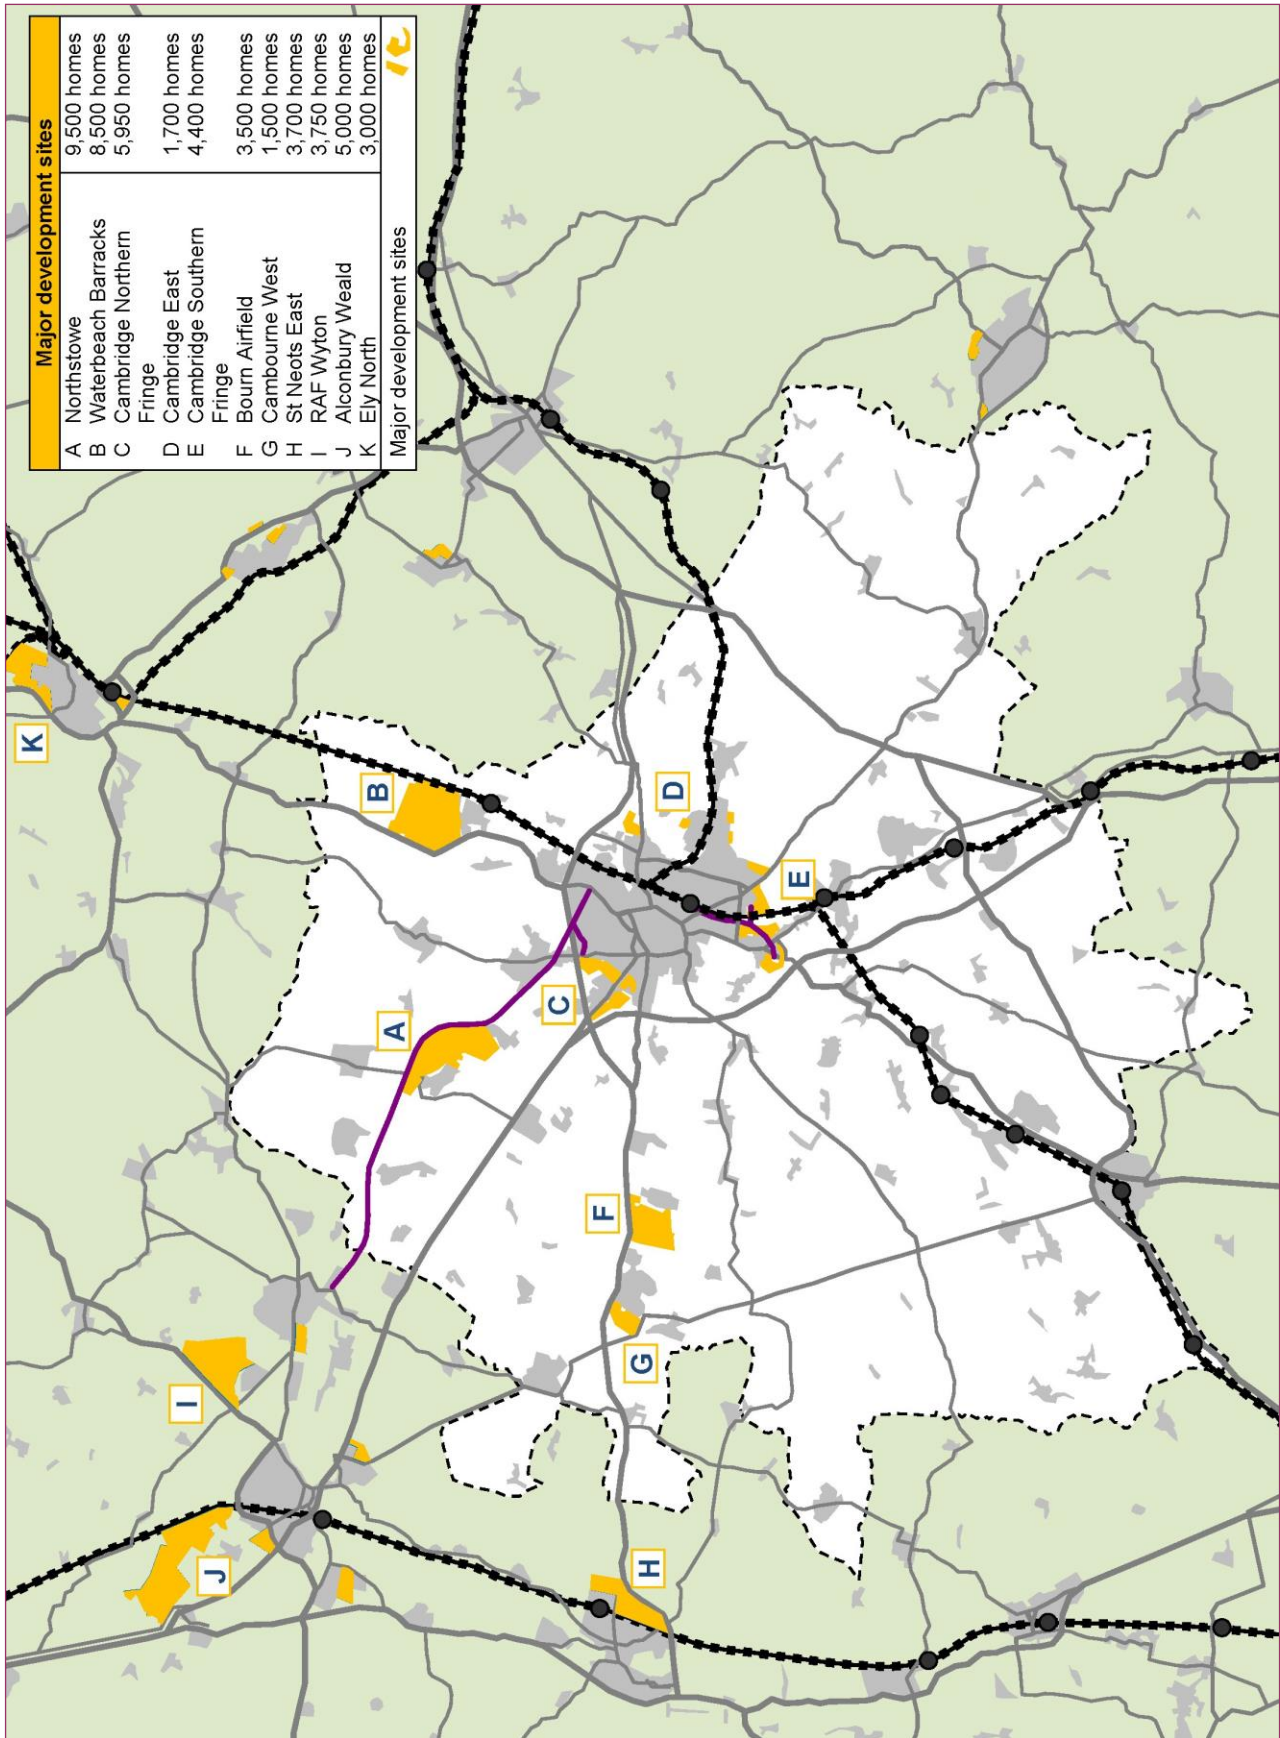 Major development sites
A Northstowe 9,500 homes
B Waterbeach Barracks 8,500 homes
C Cambridge Northern 5,950 homes
Fringe
D Cambridge East 1,700 homes
E Cambridge Southern 4,400 homes
Fringe
F Bourn Airfield 3,500 homes
G Cambourne West 1,500 homes
H St Neots East 3,700 homes
I RAF Wyton 3,750 homes
J Alconbury Weald 5,000 homes
K Ely North 3,000 homes
Major development sites
K
B
D
E
A
C
F
G
I
J
H